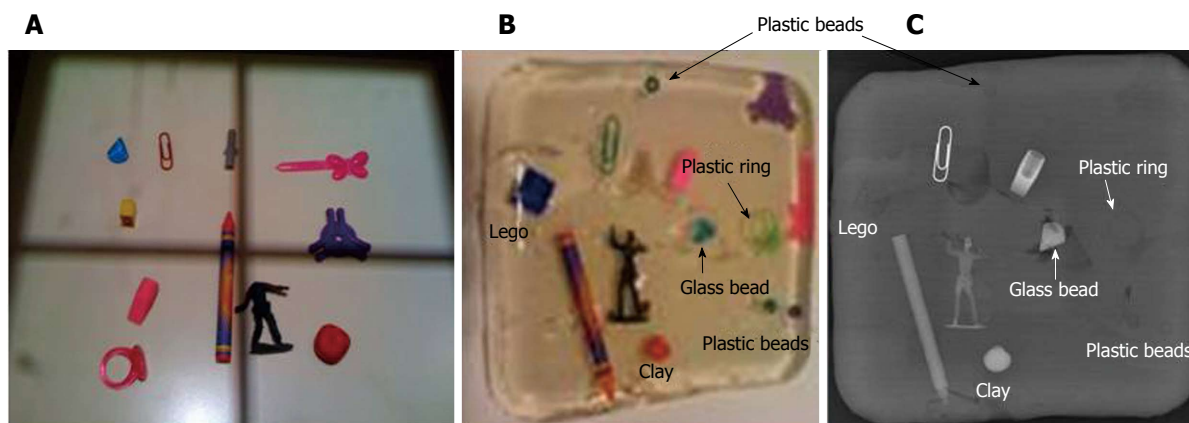 A
B
Plastic beads
C
Plastic ring
Lego
Glass bead
Plastic beads
Clay
Plastic ring
Lego
Glass bead
Plastic beads
Clay